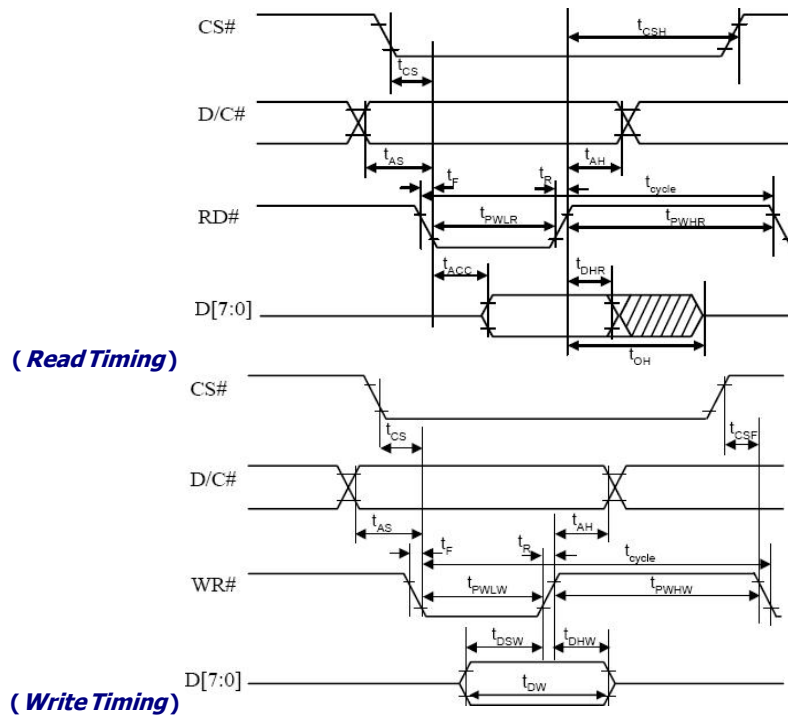 CS#
tCSH
tCS
D/C#
tAS
tF
tR
tAH
tcycle
RD#
tPWLR
tPWHR
tACC
tDHR
D[7:0]
tOH
( Read Timing )
CS#
tCS
tCSF
D/C#
tAS
tF
tR
tAH
tcycle
WR#
tPWLW
tPWHW
tDSW
tDHW
D[7:0]
tDW
( Write Timing )